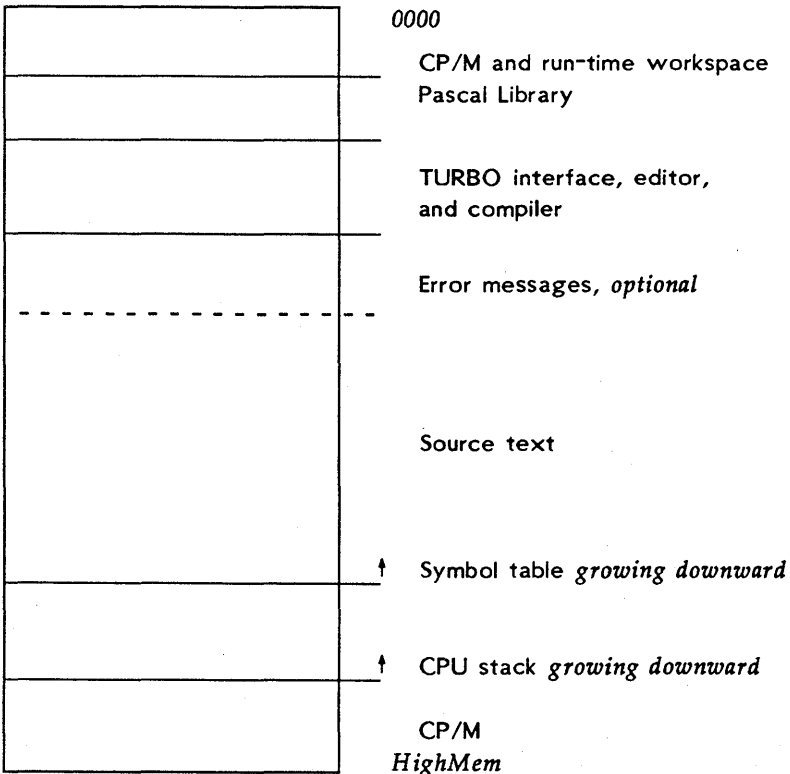 0000
CP/M and run-time workspace
Pascal Library
TURBO interface, editor,
and compiler
Error messages, optional
Source text
Symbol table growing downward
CPU stack growing downward
CP/M
HighMem